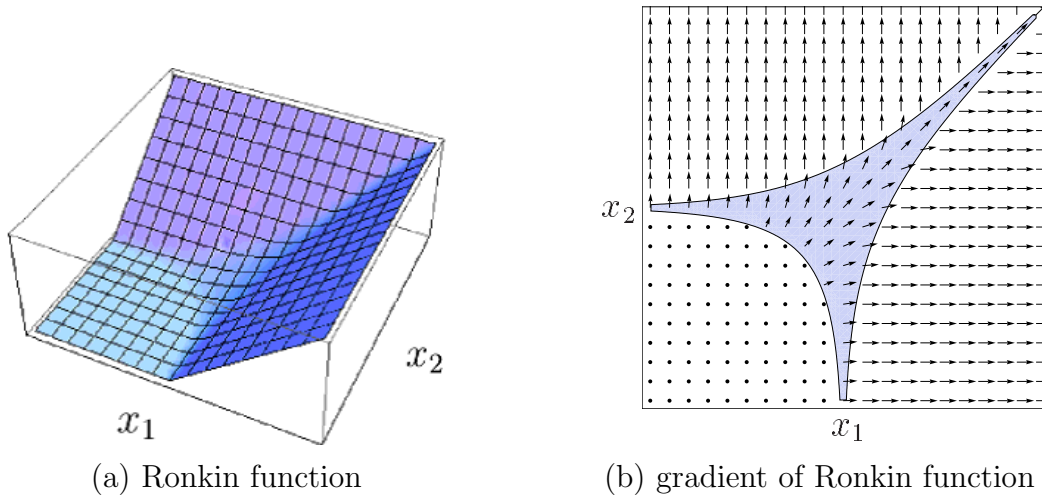 x₂
x₁
x₂
x₁
(a) Ronkin function
(b) gradient of Ronkin function